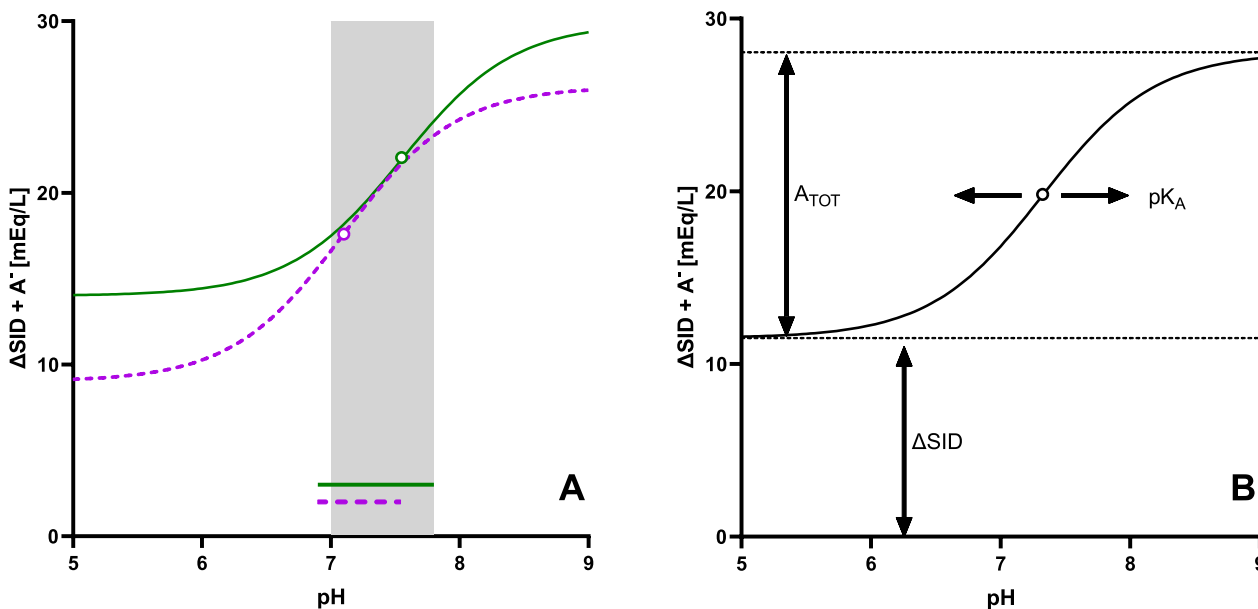 30
20
10
0
ΔSID + A⁻ [mEq/L]
5 6 7 8 9
pH
A
30
20
10
0
ΔSID + A⁻ [mEq/L]
A_TOT
pK_A
ΔSID
5 6 7 8 9
pH
B